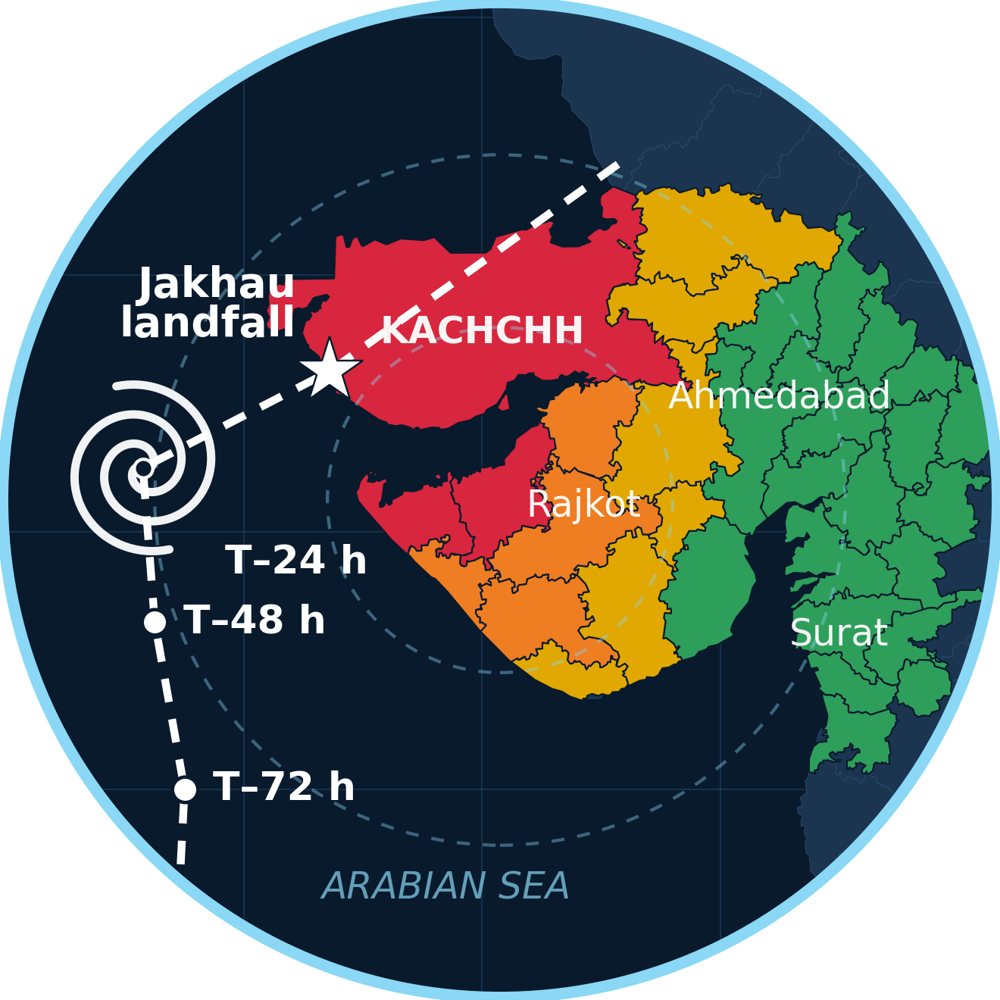 Jakhau
landfall
KACHCHH
Ahmedabad
Rajkot
T–24 h
T–48 h
Surat
T–72 h
ARABIAN SEA